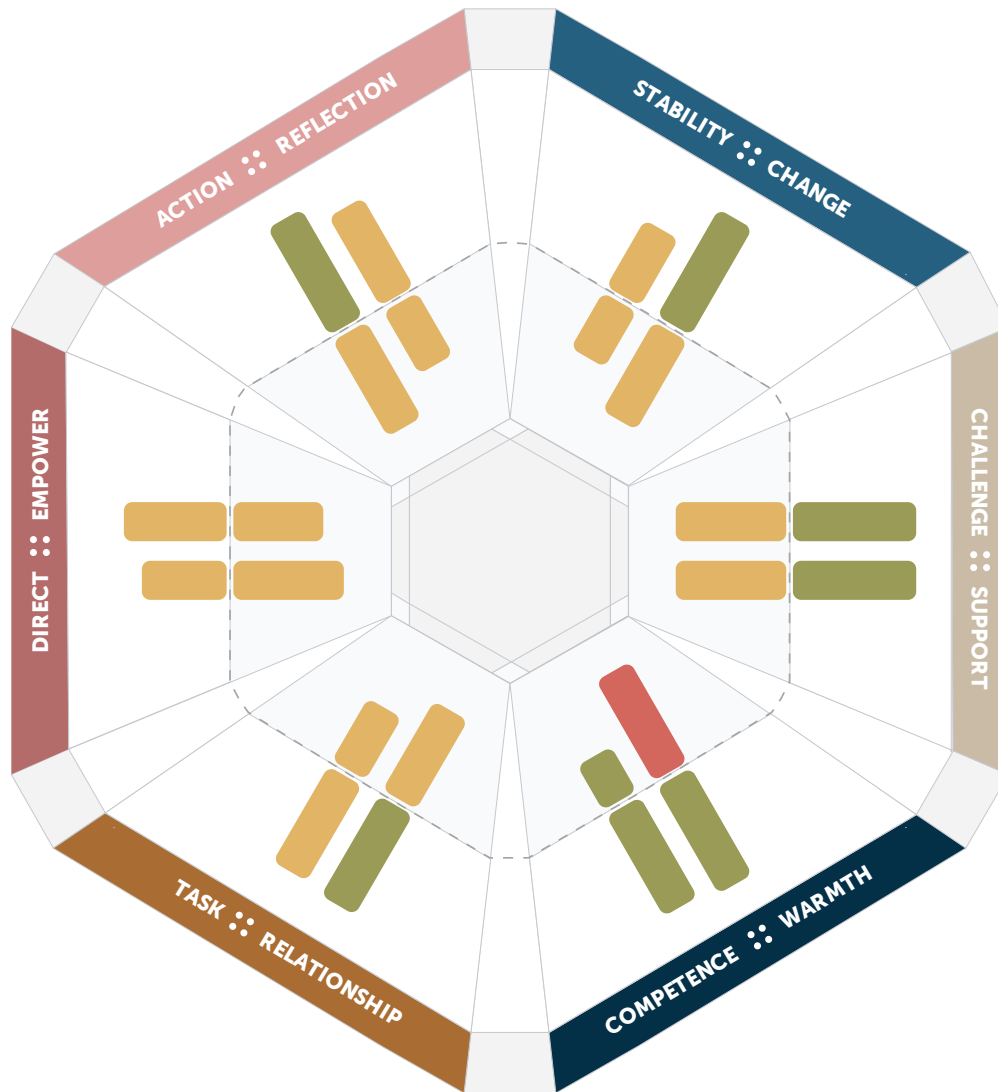 ACTION :: REFLECTION
STABILITY :: CHANGE
DIRECT :: EMPOWER
CHALLENGE :: SUPPORT
TASK :: RELATIONSHIP
COMPETENCE :: WARMTH